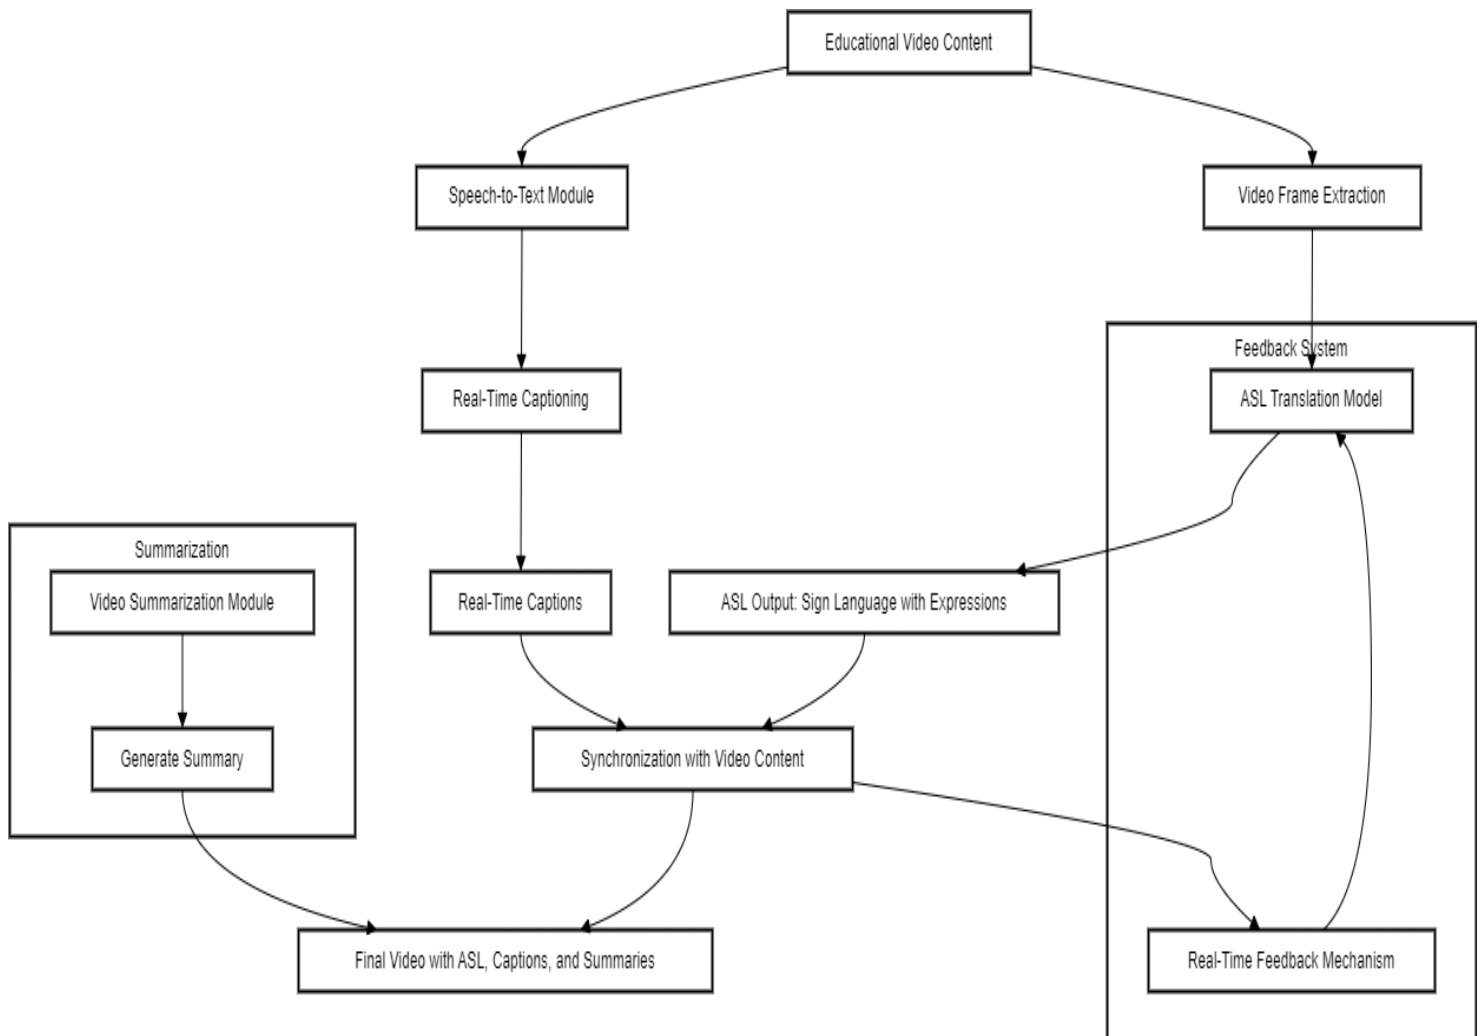 Educational Video Content
Speech-to-Text Module
Video Frame Extraction
Feedback System
Real-Time Captioning
ASL Translation Model
Summarization
Video Summarization Module
Real-Time Captions
ASL Output: Sign Language with Expressions
Generate Summary
Synchronization with Video Content
Final Video with ASL, Captions, and Summaries
Real-Time Feedback Mechanism